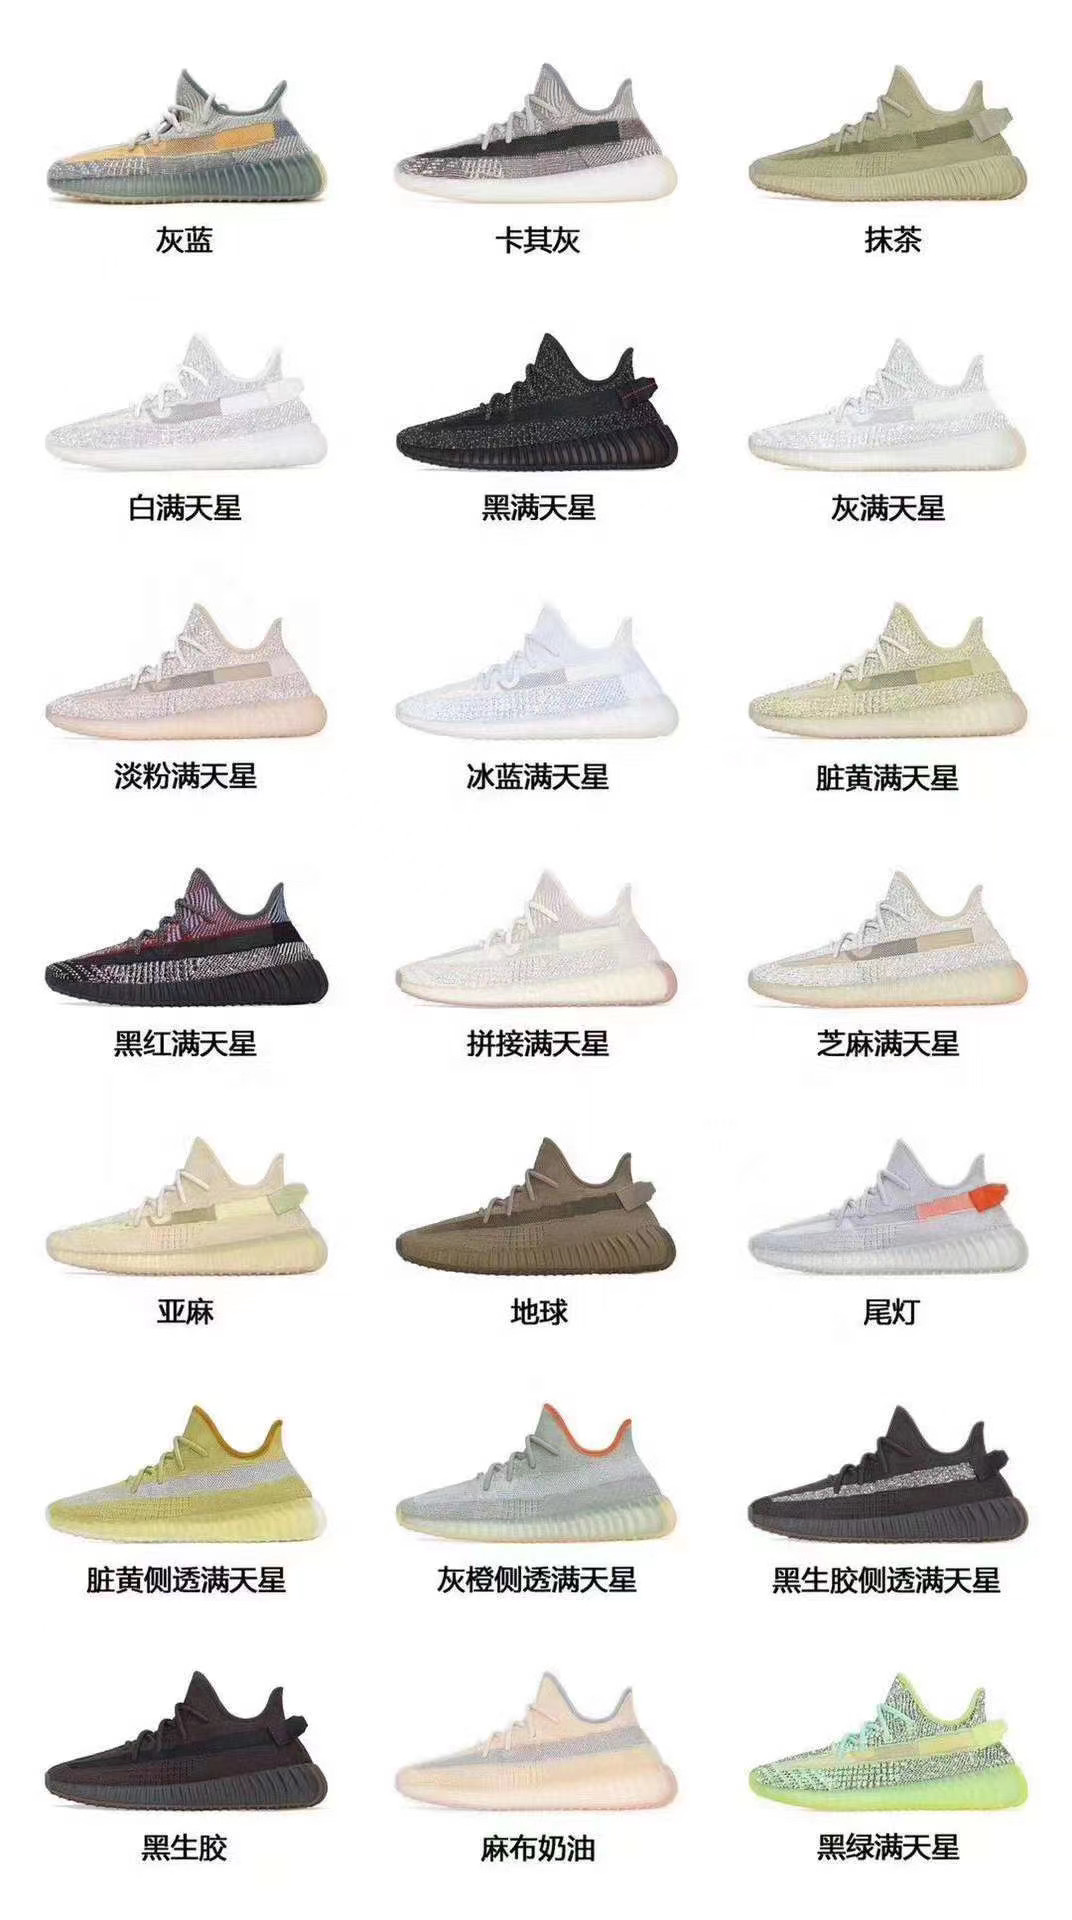 灰蓝
卡其灰
抹茶
白满天星
黑满天星
灰满天星
淡粉满天星
冰蓝满天星
脏黄满天星
黑红满天星
拼接满天星
芝麻满天星
亚麻
地球
尾灯
脏黄侧透满天星
灰橙侧透满天星
黑生胶侧透满天星
黑生胶
麻布奶油
黑绿满天星